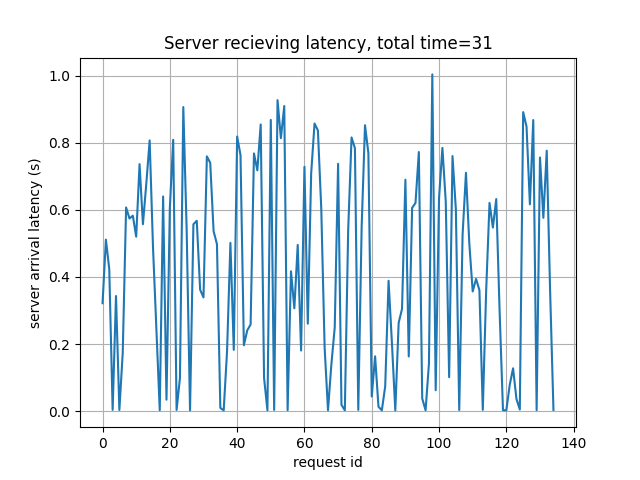 Server recieving latency, total time=31
server arrival latency (s)
1.0
0.8
0.6
0.4
0.2
0.0
0 20 40 60 80 100 120 140
request id